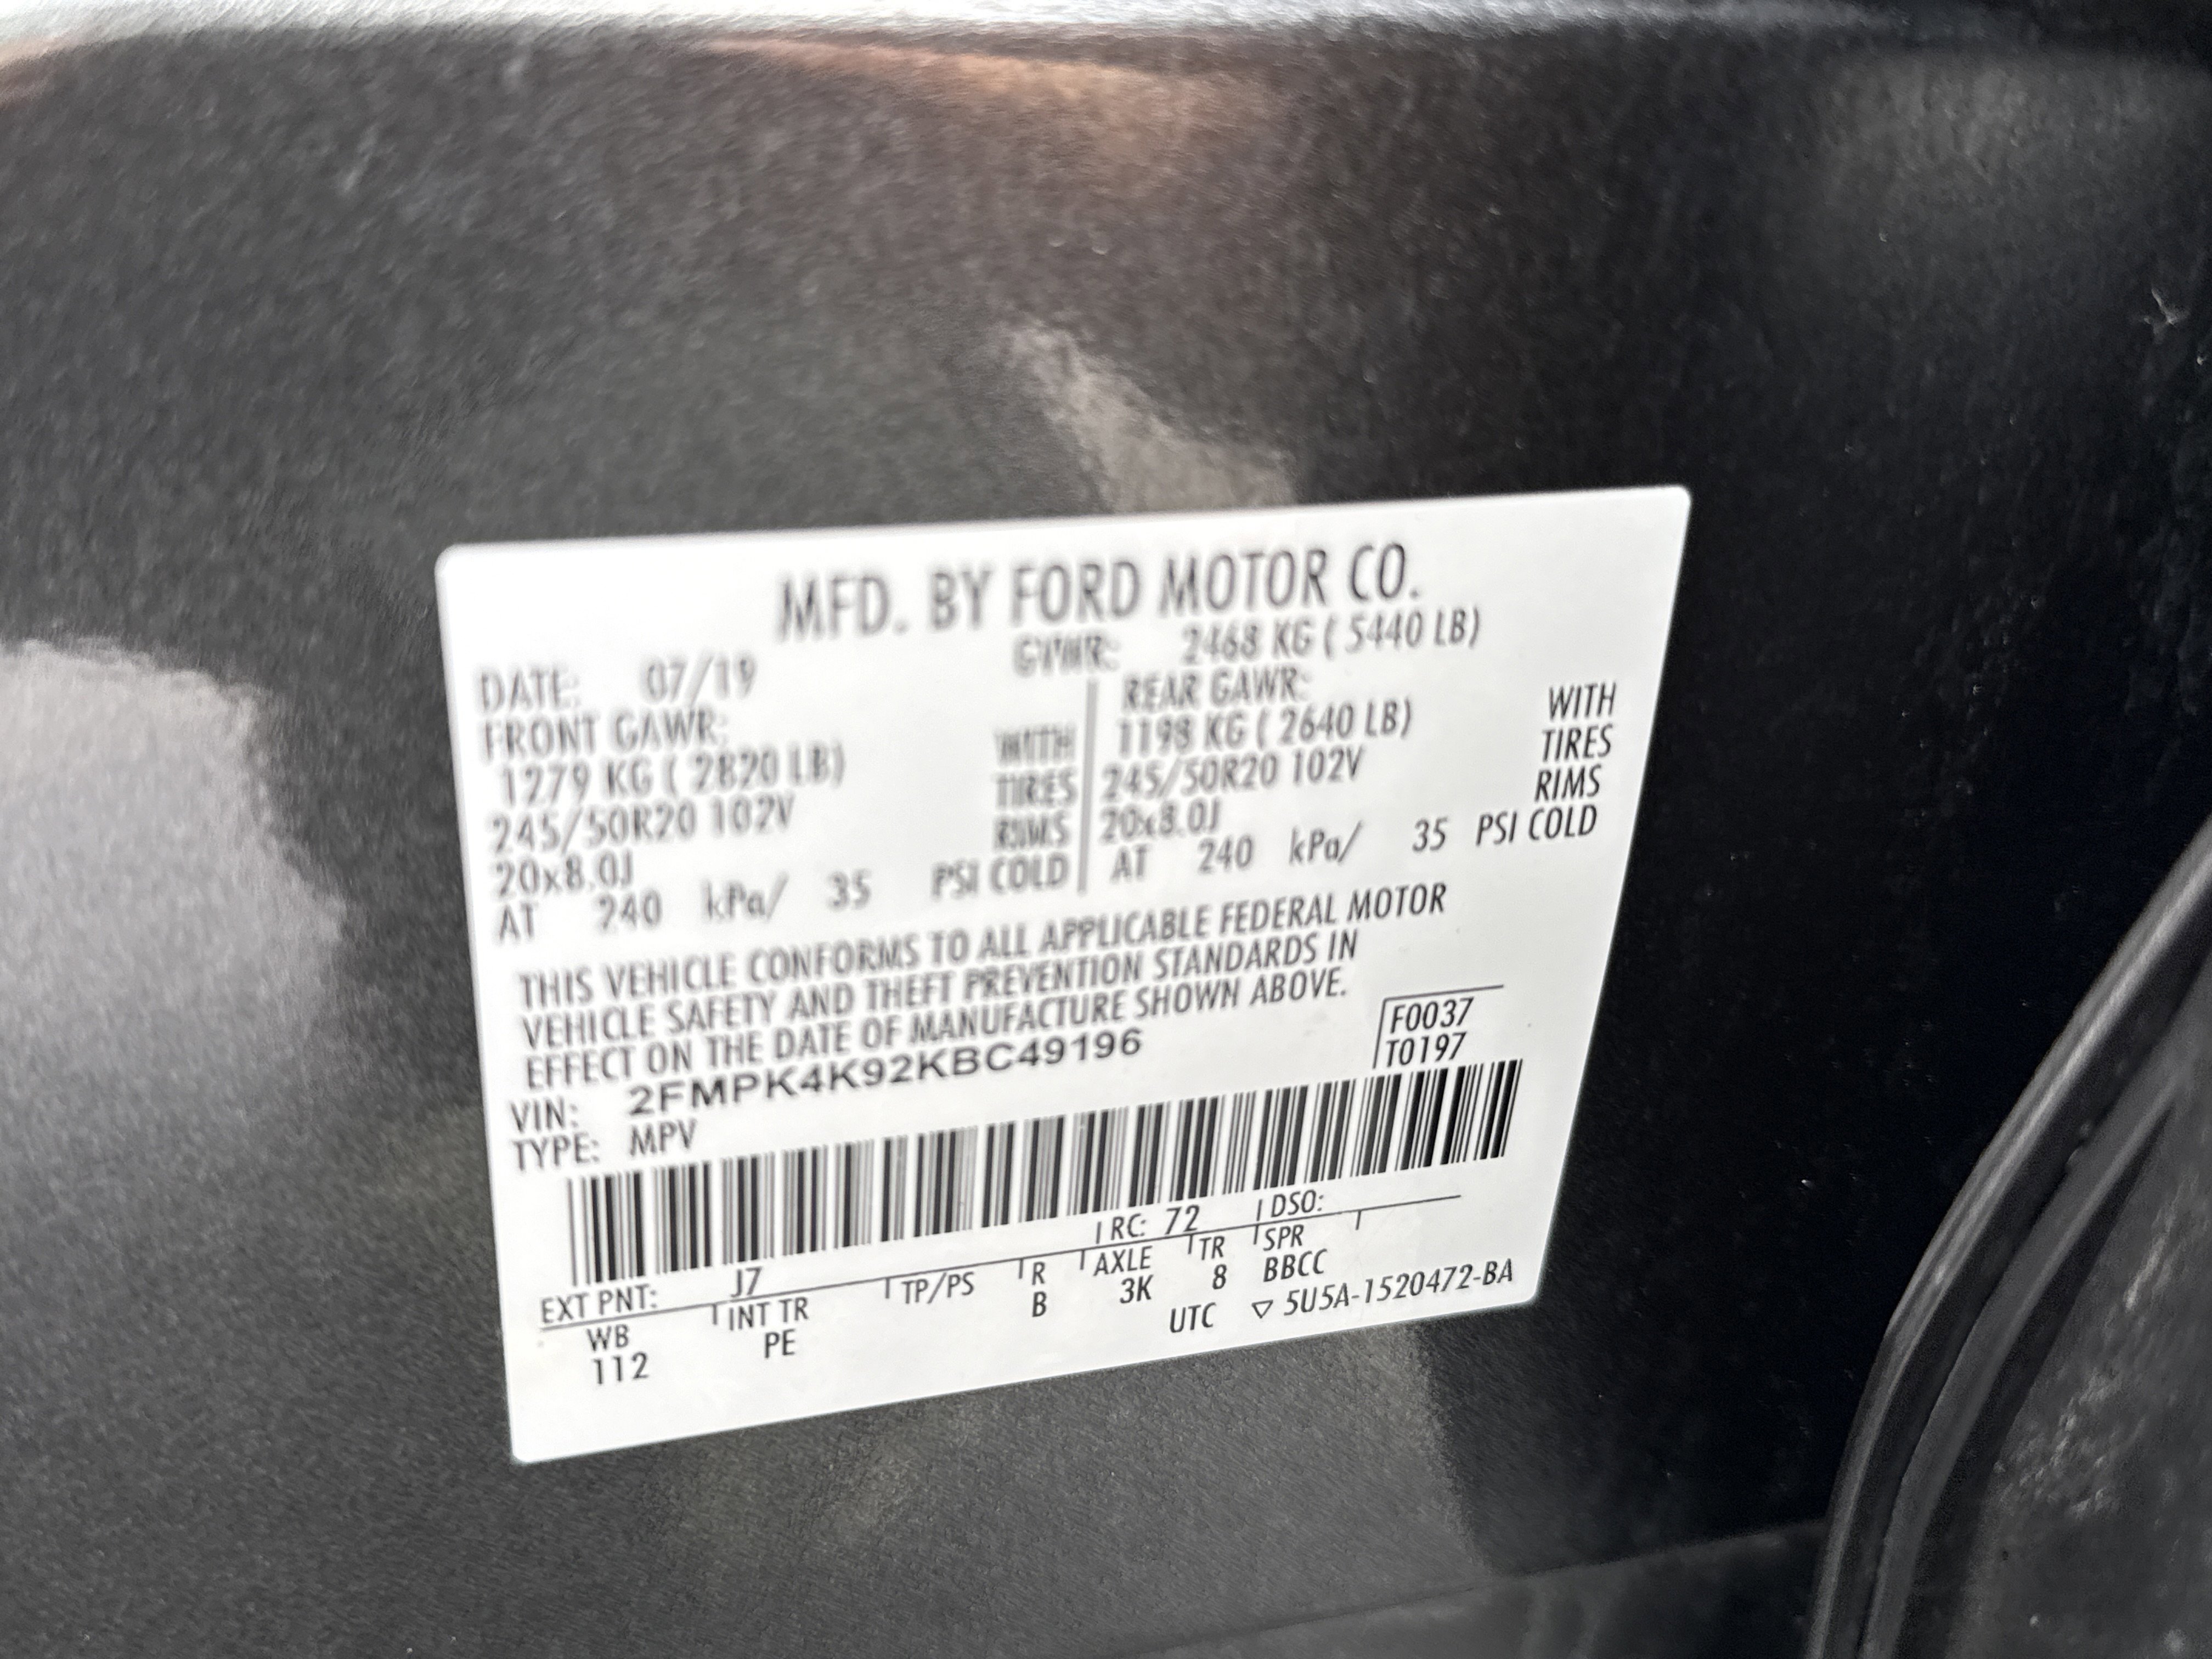 MFD. BY FORD MOTOR CO.
DATE: 07/19 GVWR: 2468 KG ( 5440 LB)
FRONT GAWR: REAR GAWR:
1279 KG ( 2820 LB) WITH 1198 KG ( 2640 LB) WITH
245/50R20 102V TIRES 245/50R20 102V TIRES
20x8.0J RIMS 20x8.0J RIMS
AT 240 kPa/ 35 PSI COLD AT 240 kPa/ 35 PSI COLD
THIS VEHICLE CONFORMS TO ALL APPLICABLE FEDERAL MOTOR
VEHICLE SAFETY AND THEFT PREVENTION STANDARDS IN
EFFECT ON THE DATE OF MANUFACTURE SHOWN ABOVE.
F0037
T0197
VIN: 2FMPK4K92KBC49196
TYPE: MPV
EXT PNT: J7 RC: 72 DSO:
WB INT TR TP/PS R AXLE TR SPR
112 PE B 3K 8 BBCC
UTC ▽ 5U5A-1520472-BA